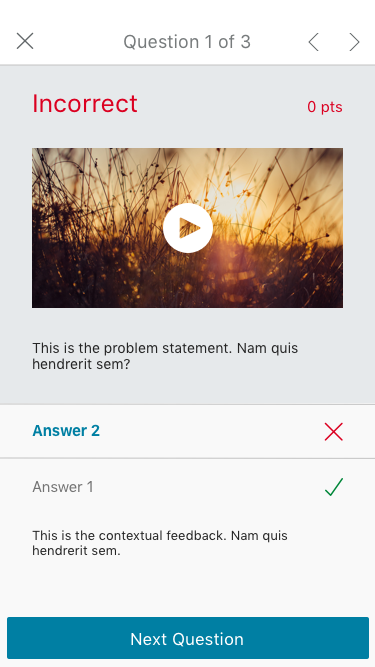 Question 1 of 3
Incorrect
0 pts
This is the problem statement. Nam quis
hendrerit sem?
Answer 2
Answer 1
This is the contextual feedback. Nam quis
hendrerit sem.
Next Question